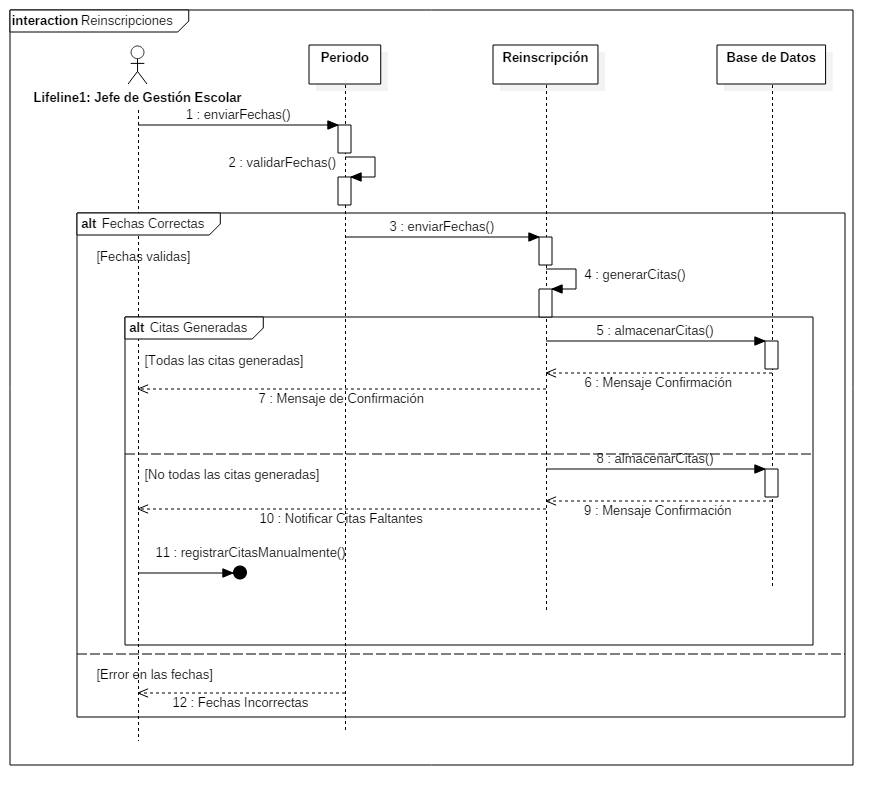 interaction Reinscripciones
Periodo
Reinscripción
Base de Datos
Lifeline1: Jefe de Gestión Escolar
1 : enviarFechas()
2 : validarFechas()
alt Fechas Correctas
3 : enviarFechas()
[Fechas validas]
4 : generarCitas()
alt Citas Generadas
5 : almacenarCitas()
[Todas las citas generadas]
6 : Mensaje Confirmación
7 : Mensaje de Confirmación
8 : almacenarCitas()
[No todas las citas generadas]
9 : Mensaje Confirmación
10 : Notificar Citas Faltantes
11 : registrarCitasManualmente()
[Error en las fechas]
12 : Fechas Incorrectas